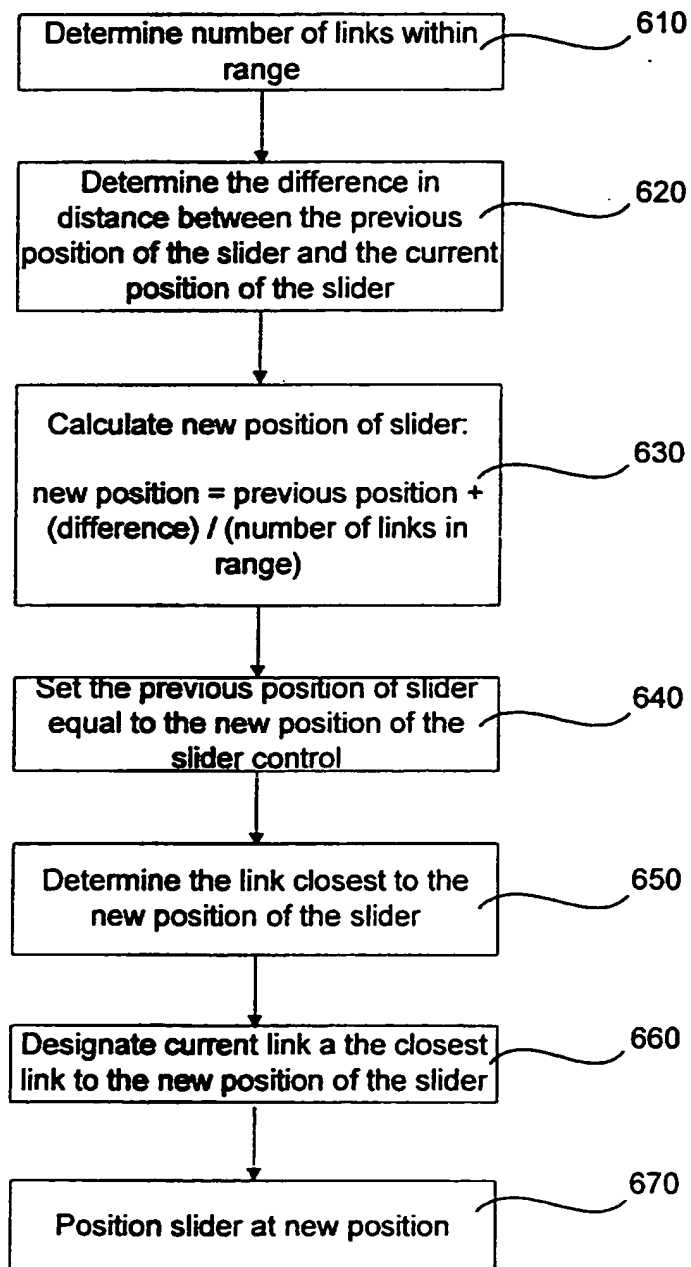 Determine number of links within
range
610
Determine the difference in
distance between the previous
position of the slider and the current
position of the slider
620
Calculate new position of slider:
new position = previous position +
(difference) / (number of links in
range)
630
Set the previous position of slider
equal to the new position of the
slider control
640
Determine the link closest to the
new position of the slider
650
Designate current link a the closest
link to the new position of the slider
660
Position slider at new position
670